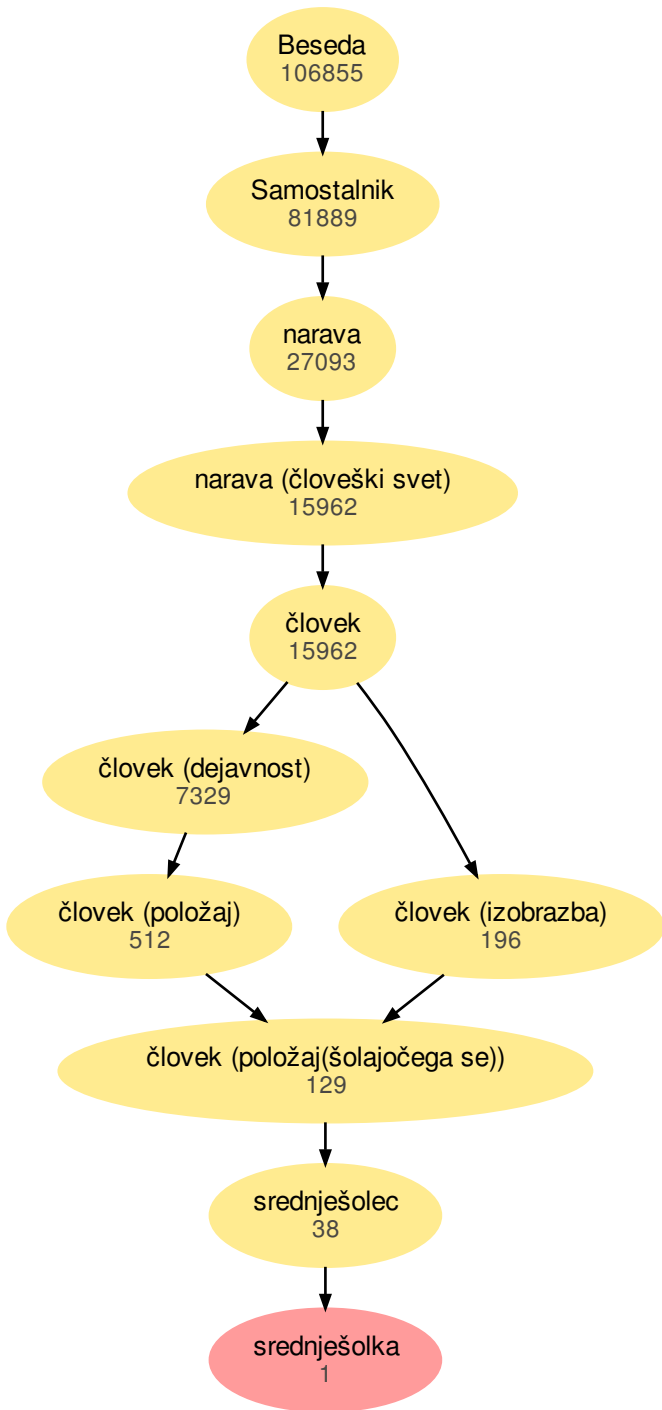 Beseda
106855
Samostalnik
81889
narava
27093
narava (človeški svet)
15962
človek
15962
človek (dejavnost)
7329
človek (položaj)
512
človek (izobrazba)
196
človek (položaj(šolajočega se))
129
srednješolec
38
srednješolka
1